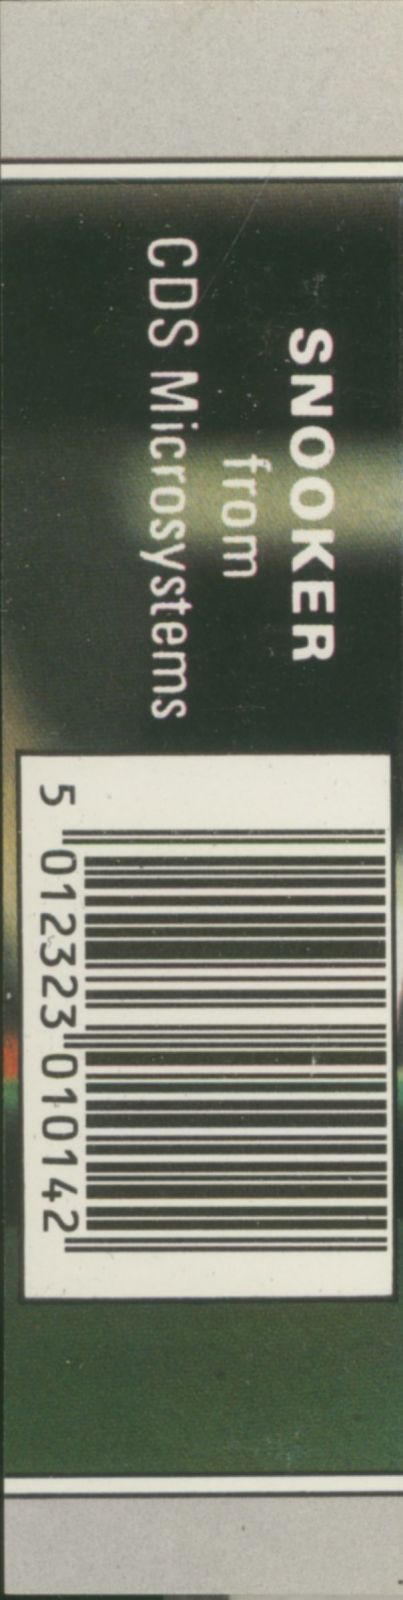 SNOOKER
from
CDS Microsystems
5 012323 010142